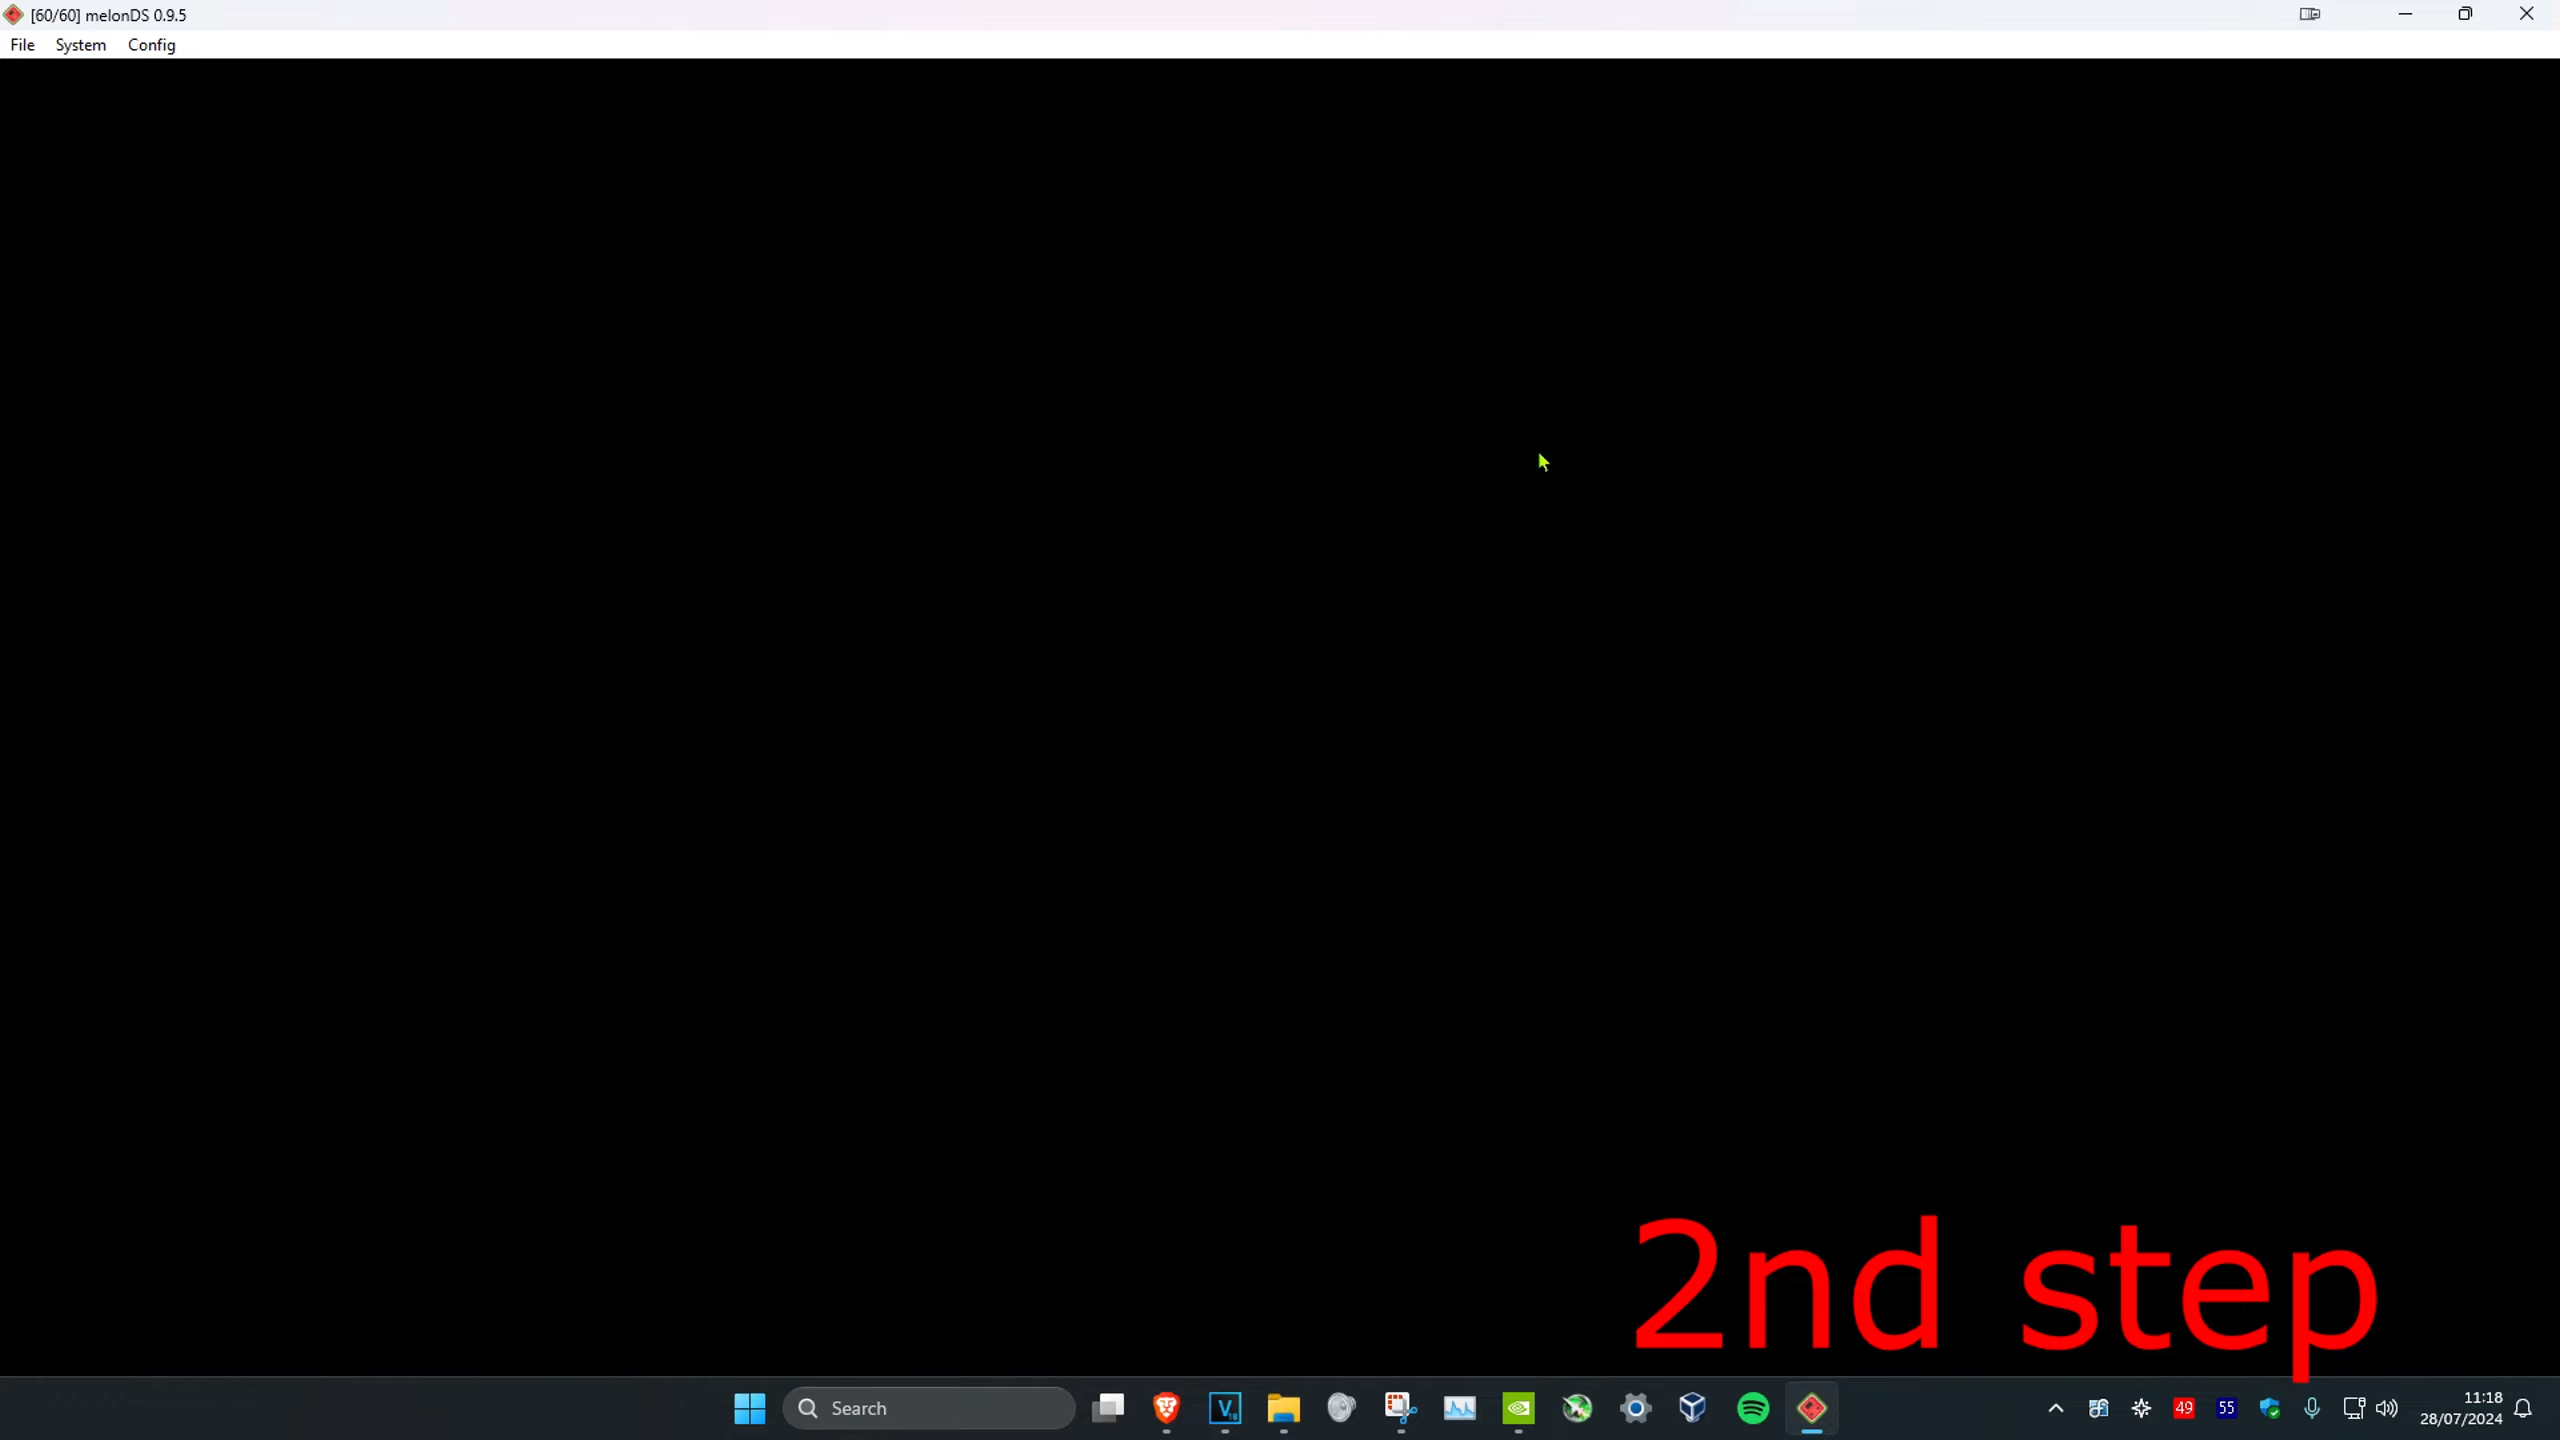 [60/60] melonDS 0.9.5
File System Config
2nd step
Search
V
18
49
55
11:18
28/07/2024